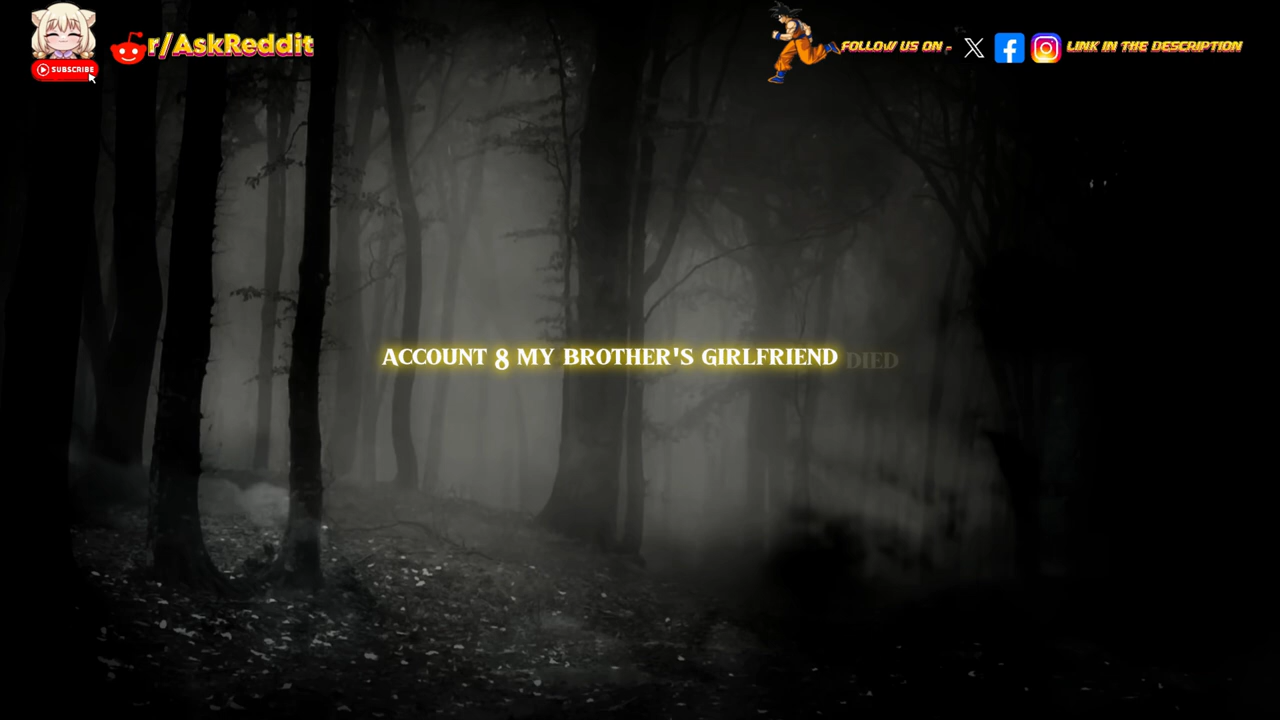 r/AskReddit
SUBSCRIBE
FOLLOW US ON -
LINK IN THE DESCRIPTION
ACCOUNT 8 MY BROTHER'S GIRLFRIEND DIED